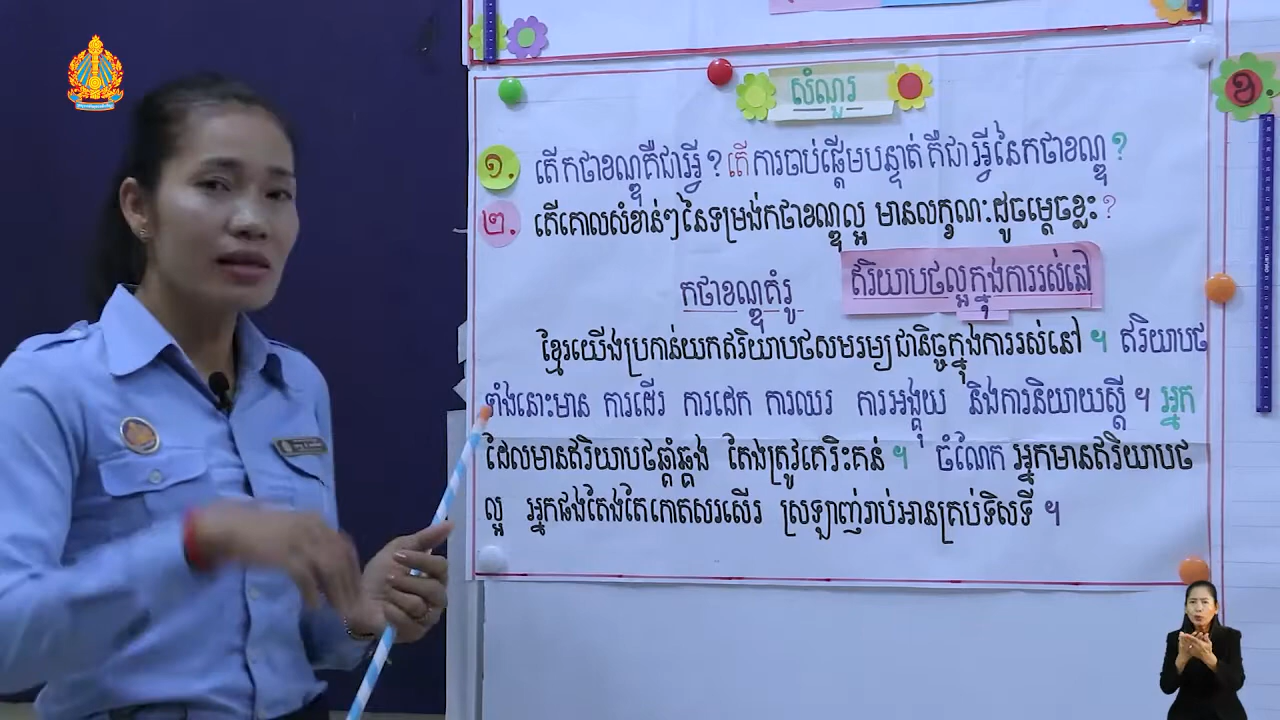 សំណួរ
ខ
១. តើកថាខណ្ឌគឺជាអ្វី? តើការចាប់ផ្ដើមបន្ទាត់ គឺជាអ្វីនៃកថាខណ្ឌ?
២. តើគោលសំខាន់ៗនៃទម្រង់កថាខណ្ឌល្អ មានលក្ខណៈដូចម្ដេចខ្លះ?
កថាខណ្ឌគំរូ ឥរិយាបថល្អក្នុងការរស់នៅ
ខ្មែរយើងប្រកាន់យកឥរិយាបថសមរម្យជានិច្ចក្នុងការរស់នៅ ។ ឥរិយាបថ
ទាំងនោះមាន ការដើរ ការដេក ការឈរ ការអង្គុយ និងការនិយាយស្ដី ។ អ្នក
ដែលមានឥរិយាបថឆ្គាំឆ្គង តែងត្រូវគេរិះគន់ ។ ចំណែក អ្នកមានឥរិយាបថ
ល្អ អ្នកផងតែងតែកោតសរសើរ ស្រឡាញ់រាប់អានគ្រប់ទិសទី ។